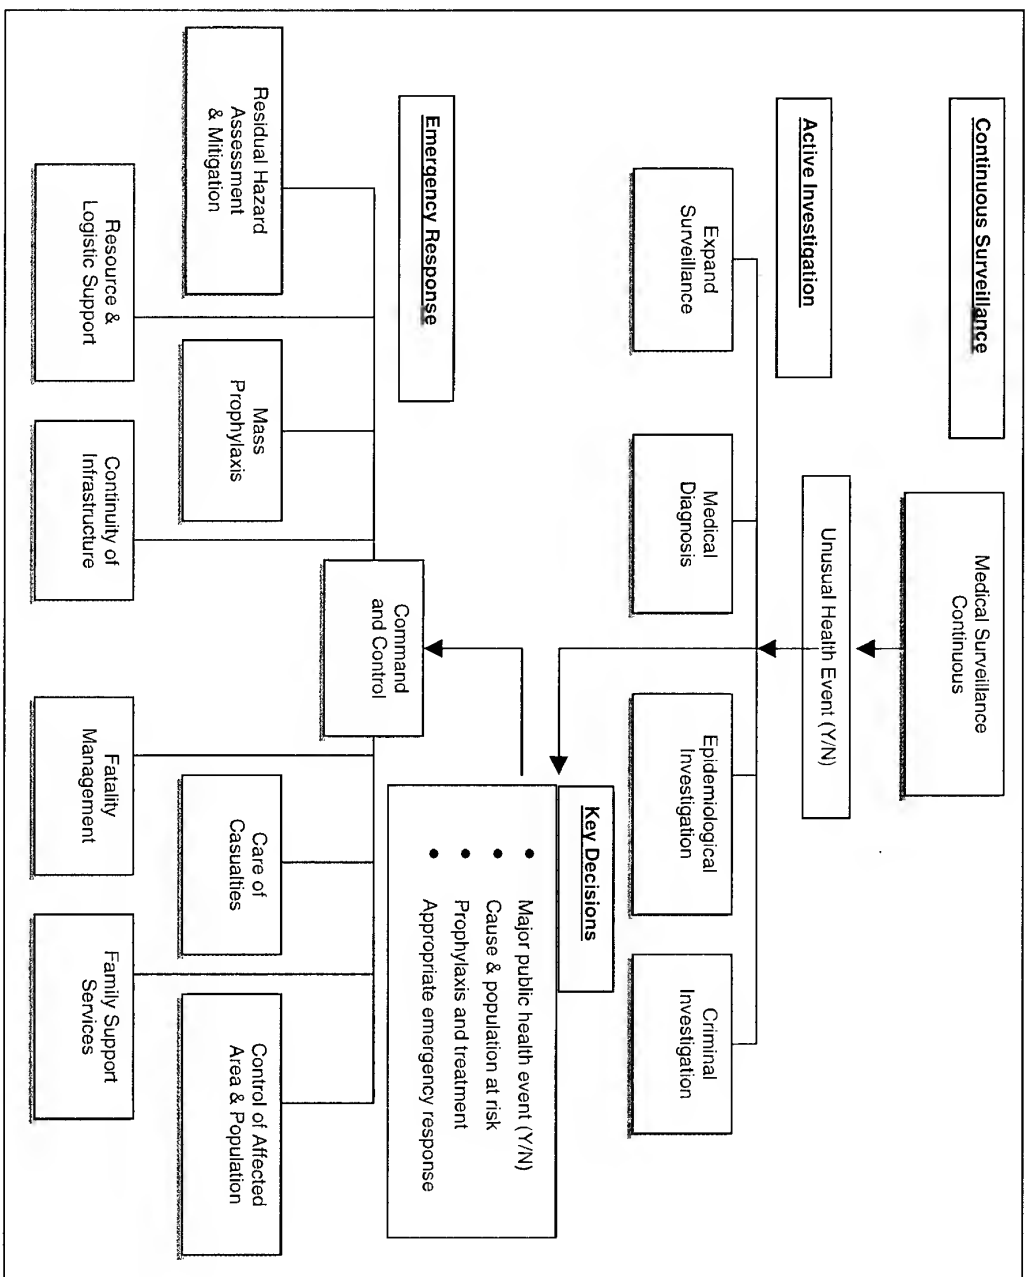 Continuous Surveillance
Medical Surveillance
Continuous
Unusual Health Event (Y/N)
Active Investigation
Expand
Surveillance
Medical
Diagnosis
Epidemiological
Investigation
Criminal
Investigation
Key Decisions
• Major public health event (Y/N)
• Cause & population at risk
• Prophylaxis and treatment
• Appropriate emergency response
Emergency Response
Command
and Control
Residual Hazard
Assessment
& Mitigation
Mass
Prophylaxis
Care of
Casualties
Control of Affected
Area & Population
Resource &
Logistic Support
Continuity of
Infrastructure
Fatality
Management
Family Support
Services